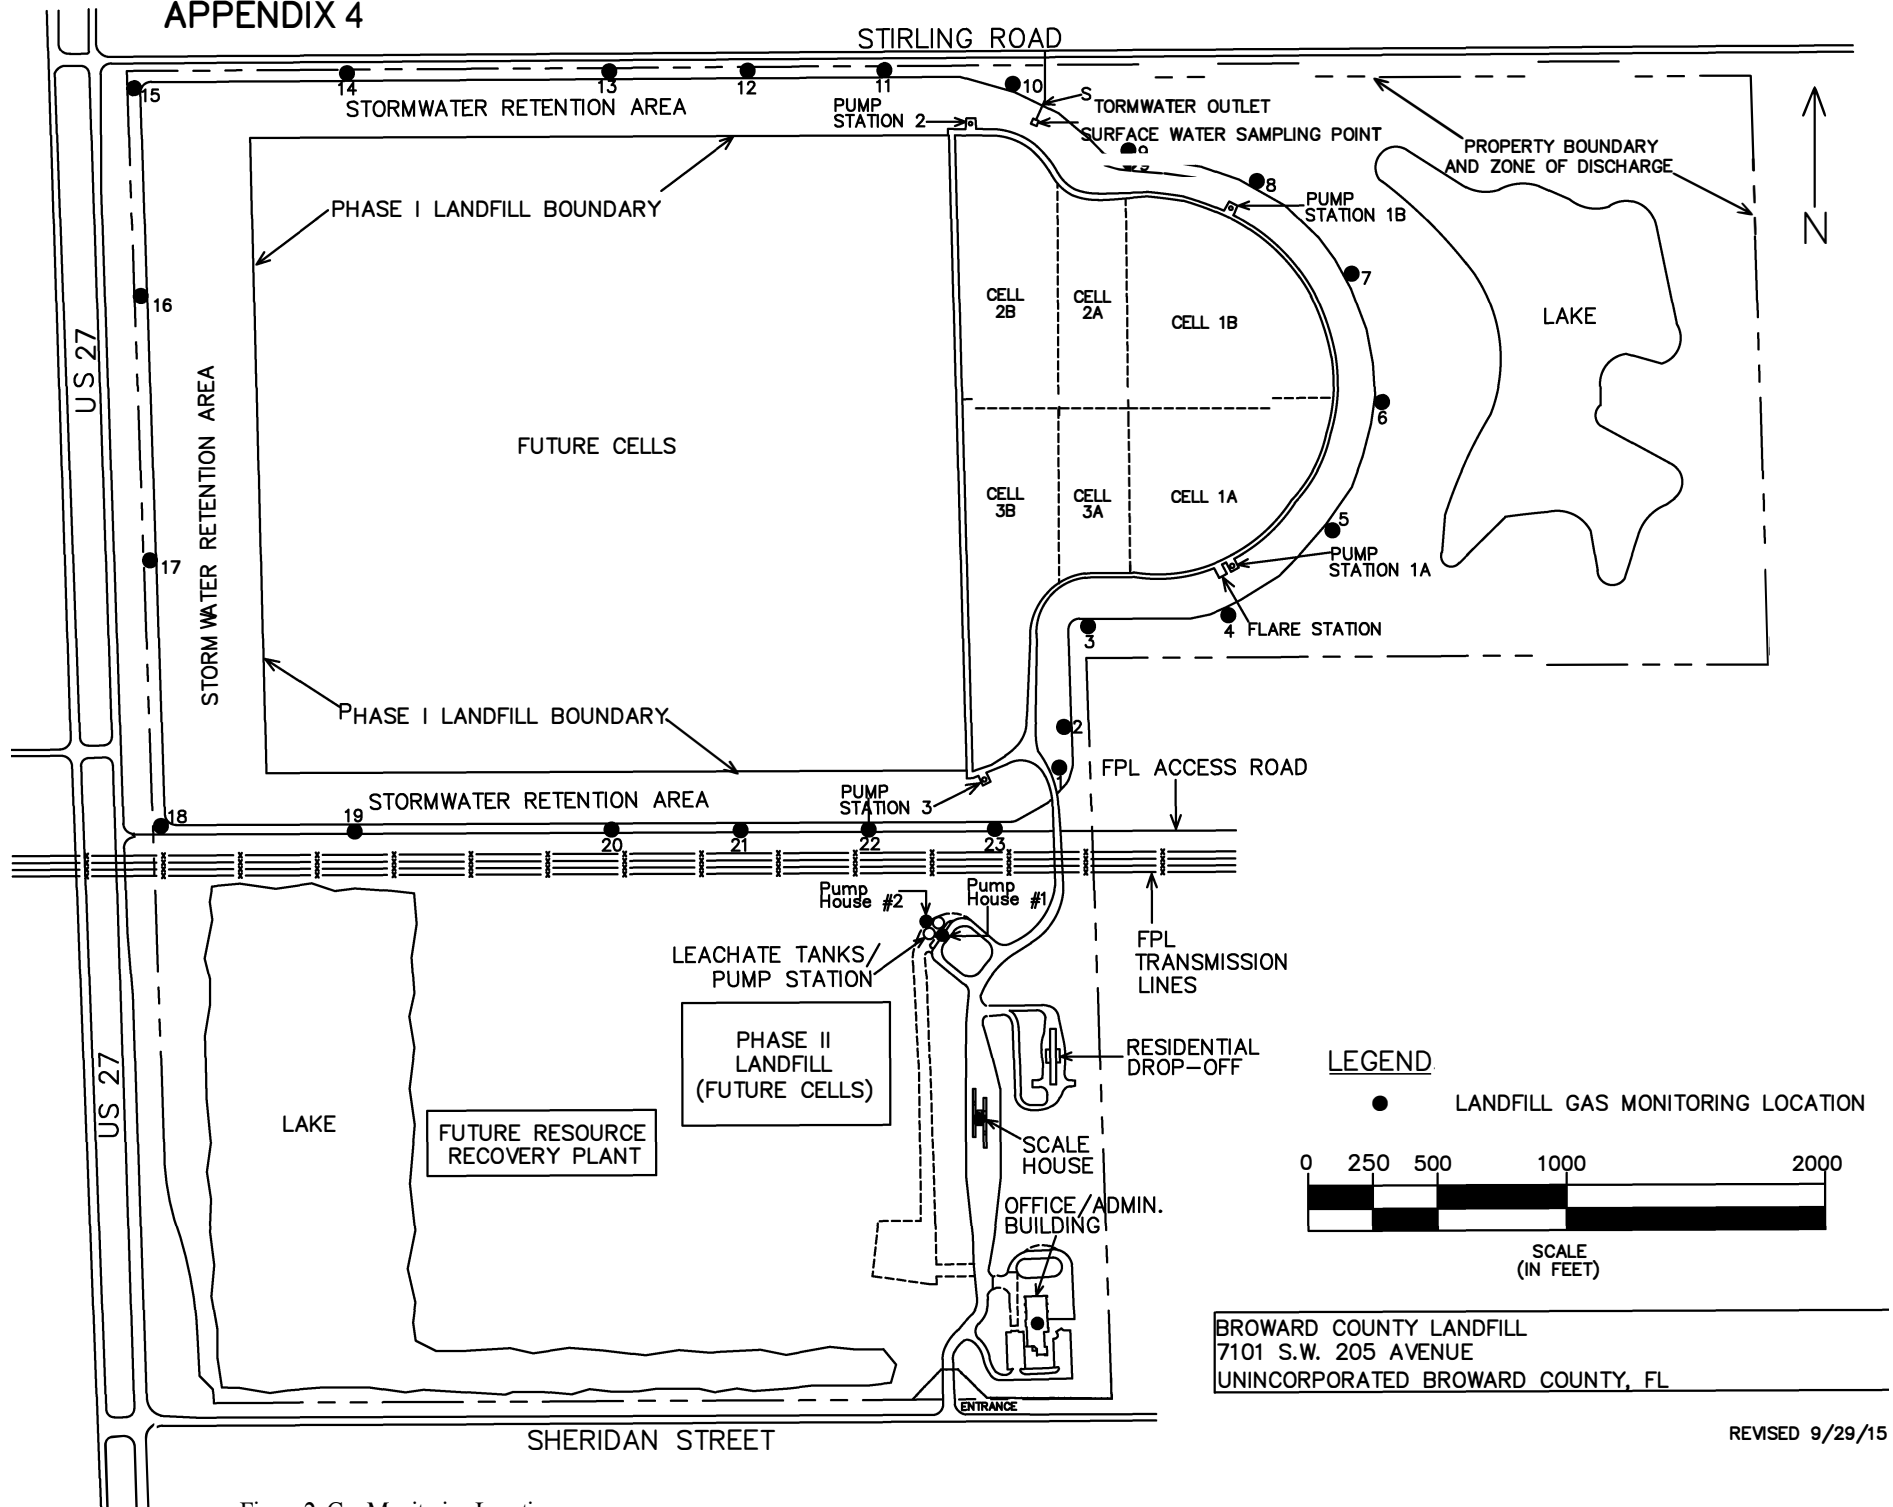 APPENDIX 4
STIRLING ROAD
15
14
13
12
11
10
STORMWATER RETENTION AREA
PUMP
STATION 2
S
TORMWATER OUTLET
SURFACE WATER SAMPLING POINT
9
8
PROPERTY BOUNDARY
AND ZONE OF DISCHARGE
PUMP
STATION 1B
N
PHASE I LANDFILL BOUNDARY
16
7
CELL
2B
CELL
2A
CELL 1B
LAKE
US 27
STORMWATER RETENTION AREA
6
FUTURE CELLS
CELL
3B
CELL
3A
CELL 1A
5
17
PUMP
STATION 1A
3
4
FLARE STATION
PHASE I LANDFILL BOUNDARY
2
1
FPL ACCESS ROAD
STORMWATER RETENTION AREA
PUMP
STATION 3
18
19
20
21
22
23
Pump
House #2
Pump
House #1
LEACHATE TANKS/
PUMP STATION
FPL
TRANSMISSION
LINES
PHASE II
LANDFILL
(FUTURE CELLS)
RESIDENTIAL
DROP-OFF
US 27
LAKE
FUTURE RESOURCE
RECOVERY PLANT
SCALE
HOUSE
OFFICE/ADMIN.
BUILDING
LEGEND
LANDFILL GAS MONITORING LOCATION
0 250 500 1000 2000
SCALE
(IN FEET)
BROWARD COUNTY LANDFILL
7101 S.W. 205 AVENUE
UNINCORPORATED BROWARD COUNTY, FL
ENTRANCE
SHERIDAN STREET
REVISED 9/29/15